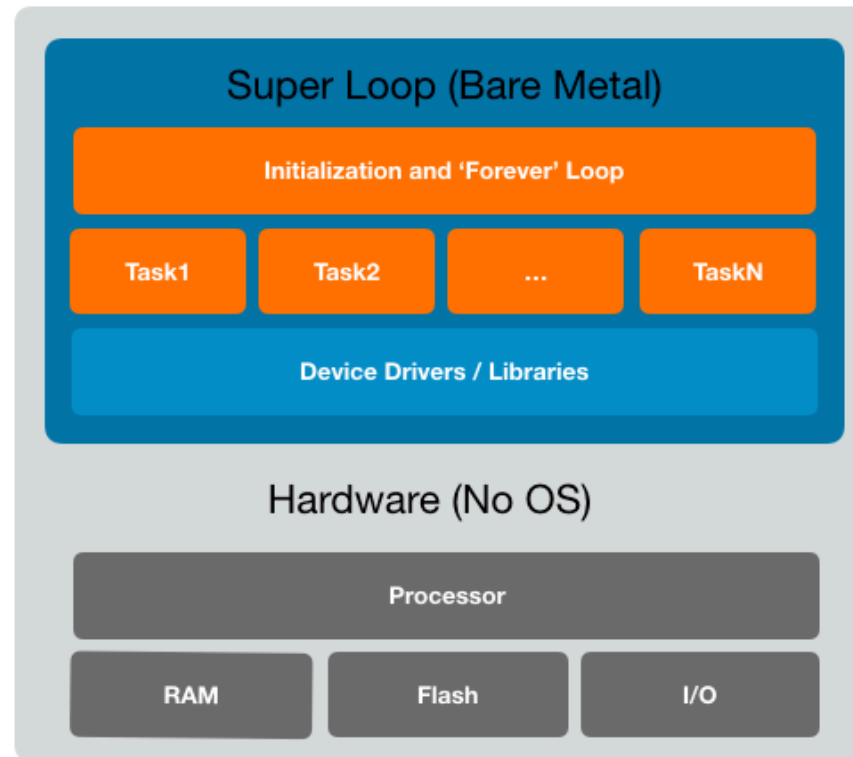 Super Loop (Bare Metal)
Initialization and ‘Forever’ Loop
Task1 Task2 ... TaskN
Device Drivers / Libraries
Hardware (No OS)
Processor
RAM Flash I/O